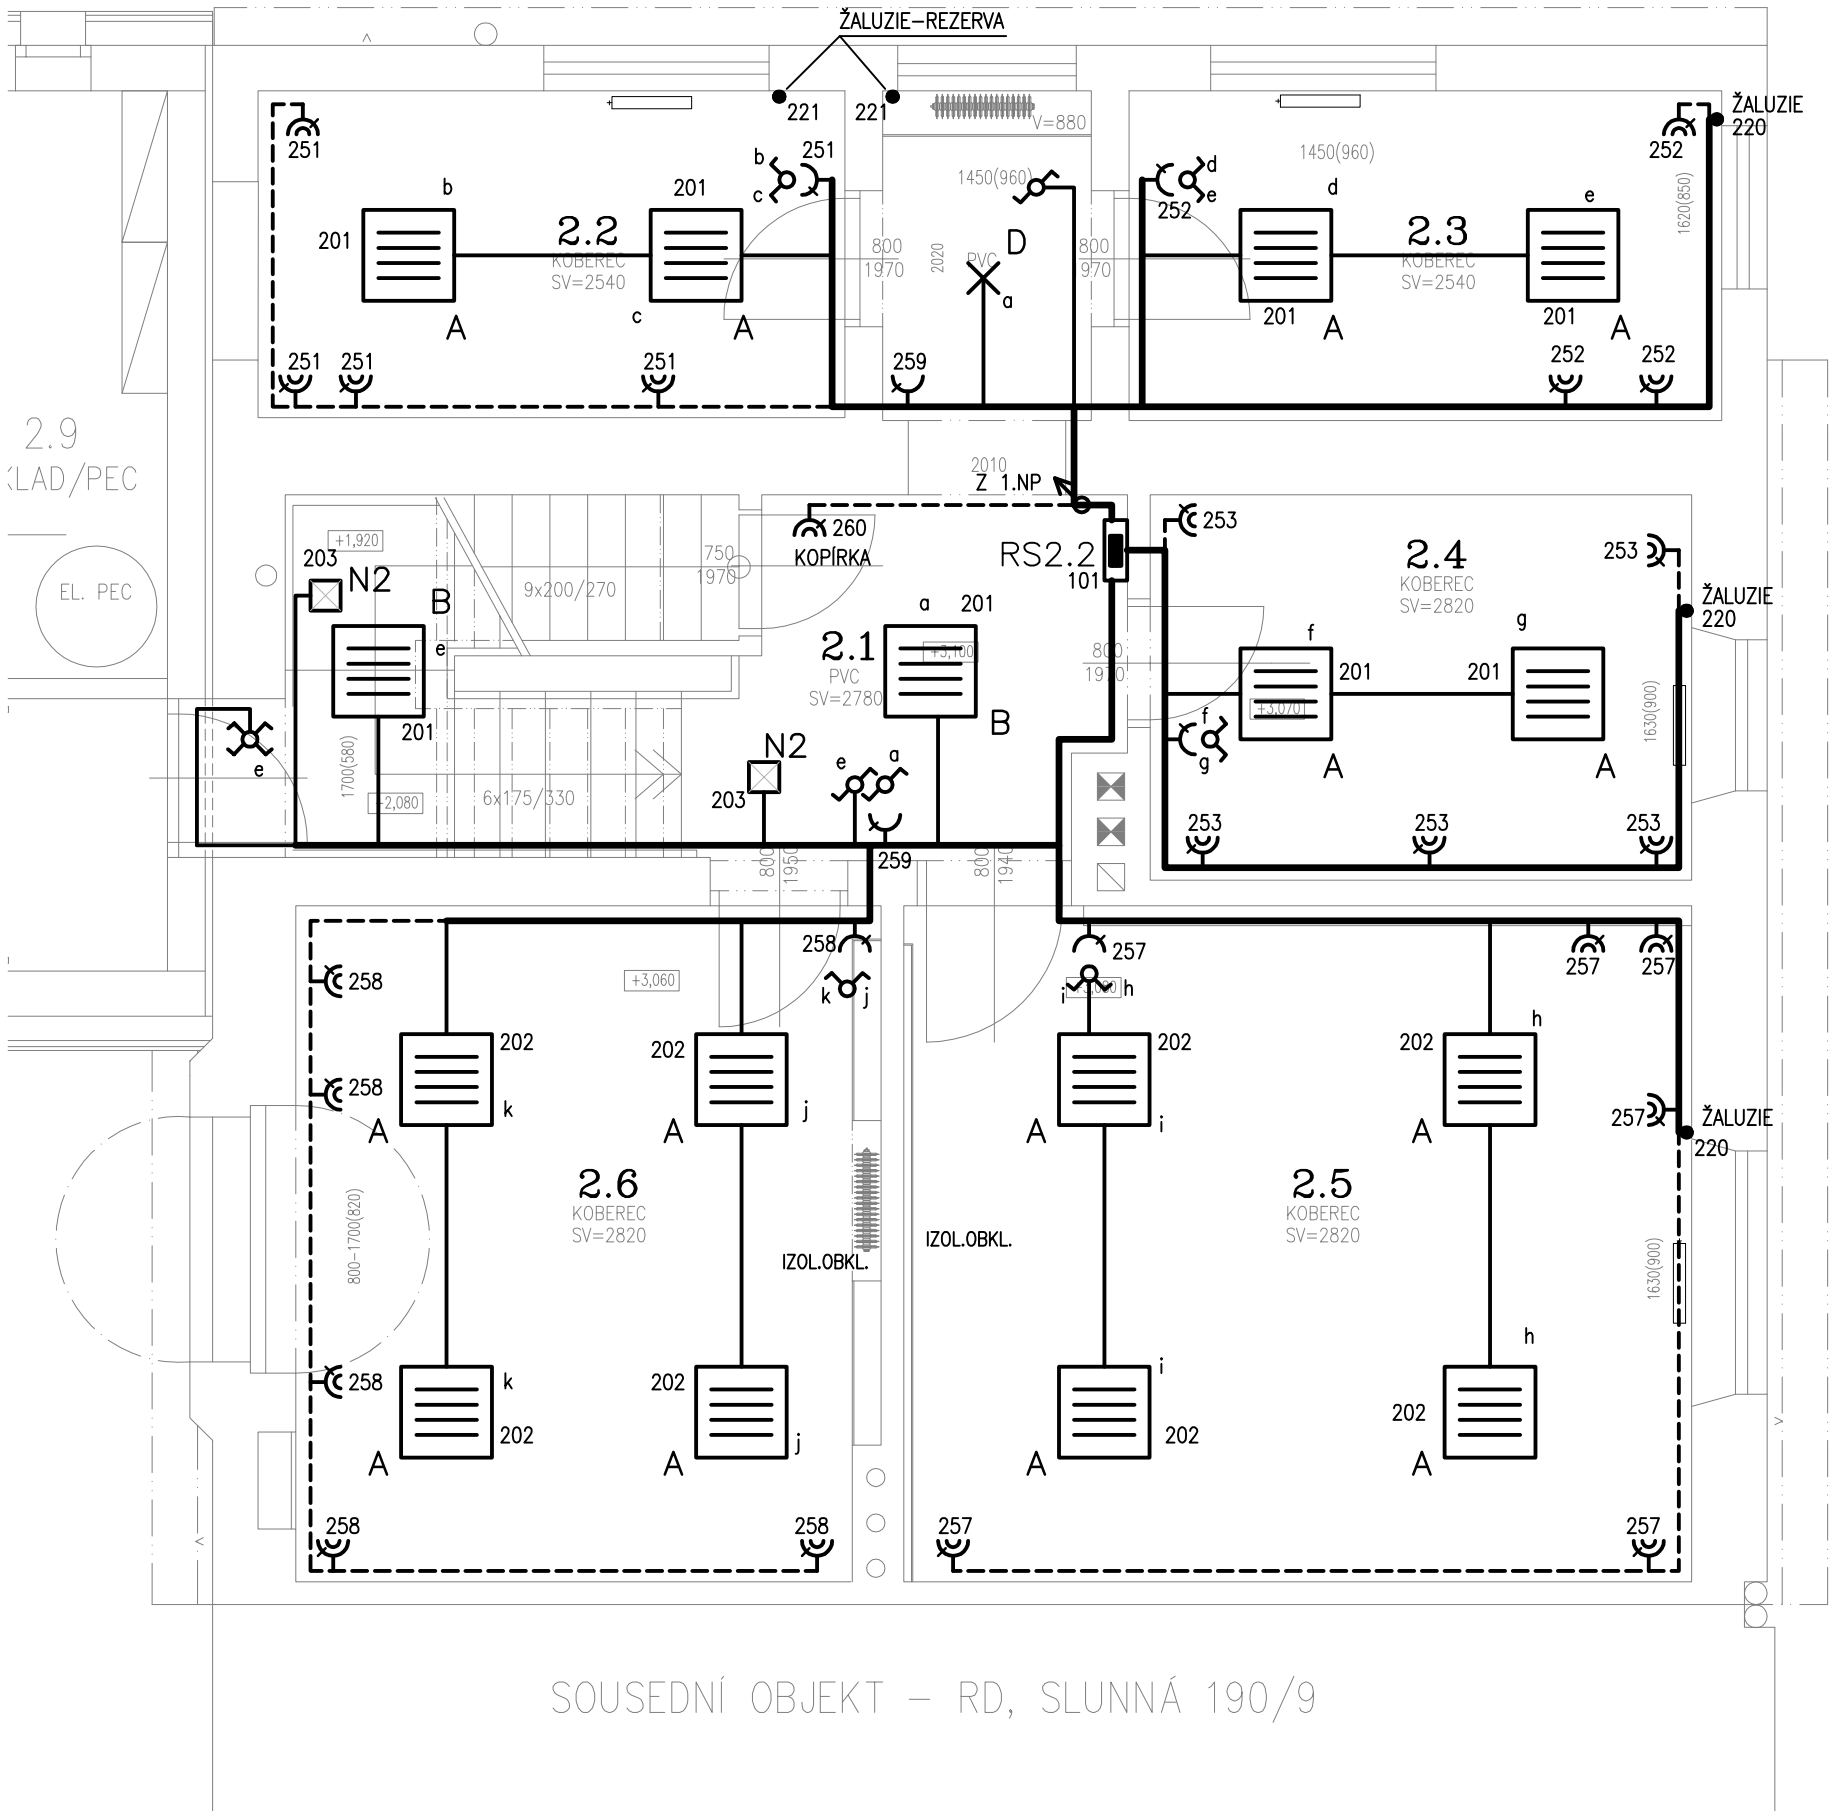 ŽALUZIE-REZERVA
221
221
V=880
ŽALUZIE
220
251
b
c
251
1450(960)
d
e
252
1450(960)
252
1620(850)
b
201
201
2.2
KOBEREC
SV=2540
c
A
A
800
1970
2020
PVC
D
a
800
970
d
e
2.3
KOBEREC
SV=2540
201
A
201
A
251
251
251
259
252
252
2.9
KLAD/PEC
2010
Z 1.NP
260
KOPÍRKA
RS2.2
101
253
253
2.4
KOBEREC
SV=2820
ŽALUZIE
220
EL. PEC
+1,920
203
N2
B
e
201
9x200/270
750
1970
a
201
2.1
PVC
SV=2780
+3,100
B
800
1970
f
201
g
201
+3,070
f
g
A
A
1630(900)
e
1700(580)
+2,080
6x175/330
N2
203
e
a
259
253
253
253
800
1950
800
1940
258
k
j
+3,060
257
i
h
257
257
258
202
k
A
202
j
A
202
i
A
h
202
A
257
ŽALUZIE
220
258
2.6
KOBEREC
SV=2820
800-1700(820)
IZOL.OBKL.
IZOL.OBKL.
2.5
KOBEREC
SV=2820
1630(900)
258
k
202
A
202
j
A
i
202
A
h
202
A
258
258
257
257
SOUSEDNÍ OBJEKT - RD, SLUNNÁ 190/9